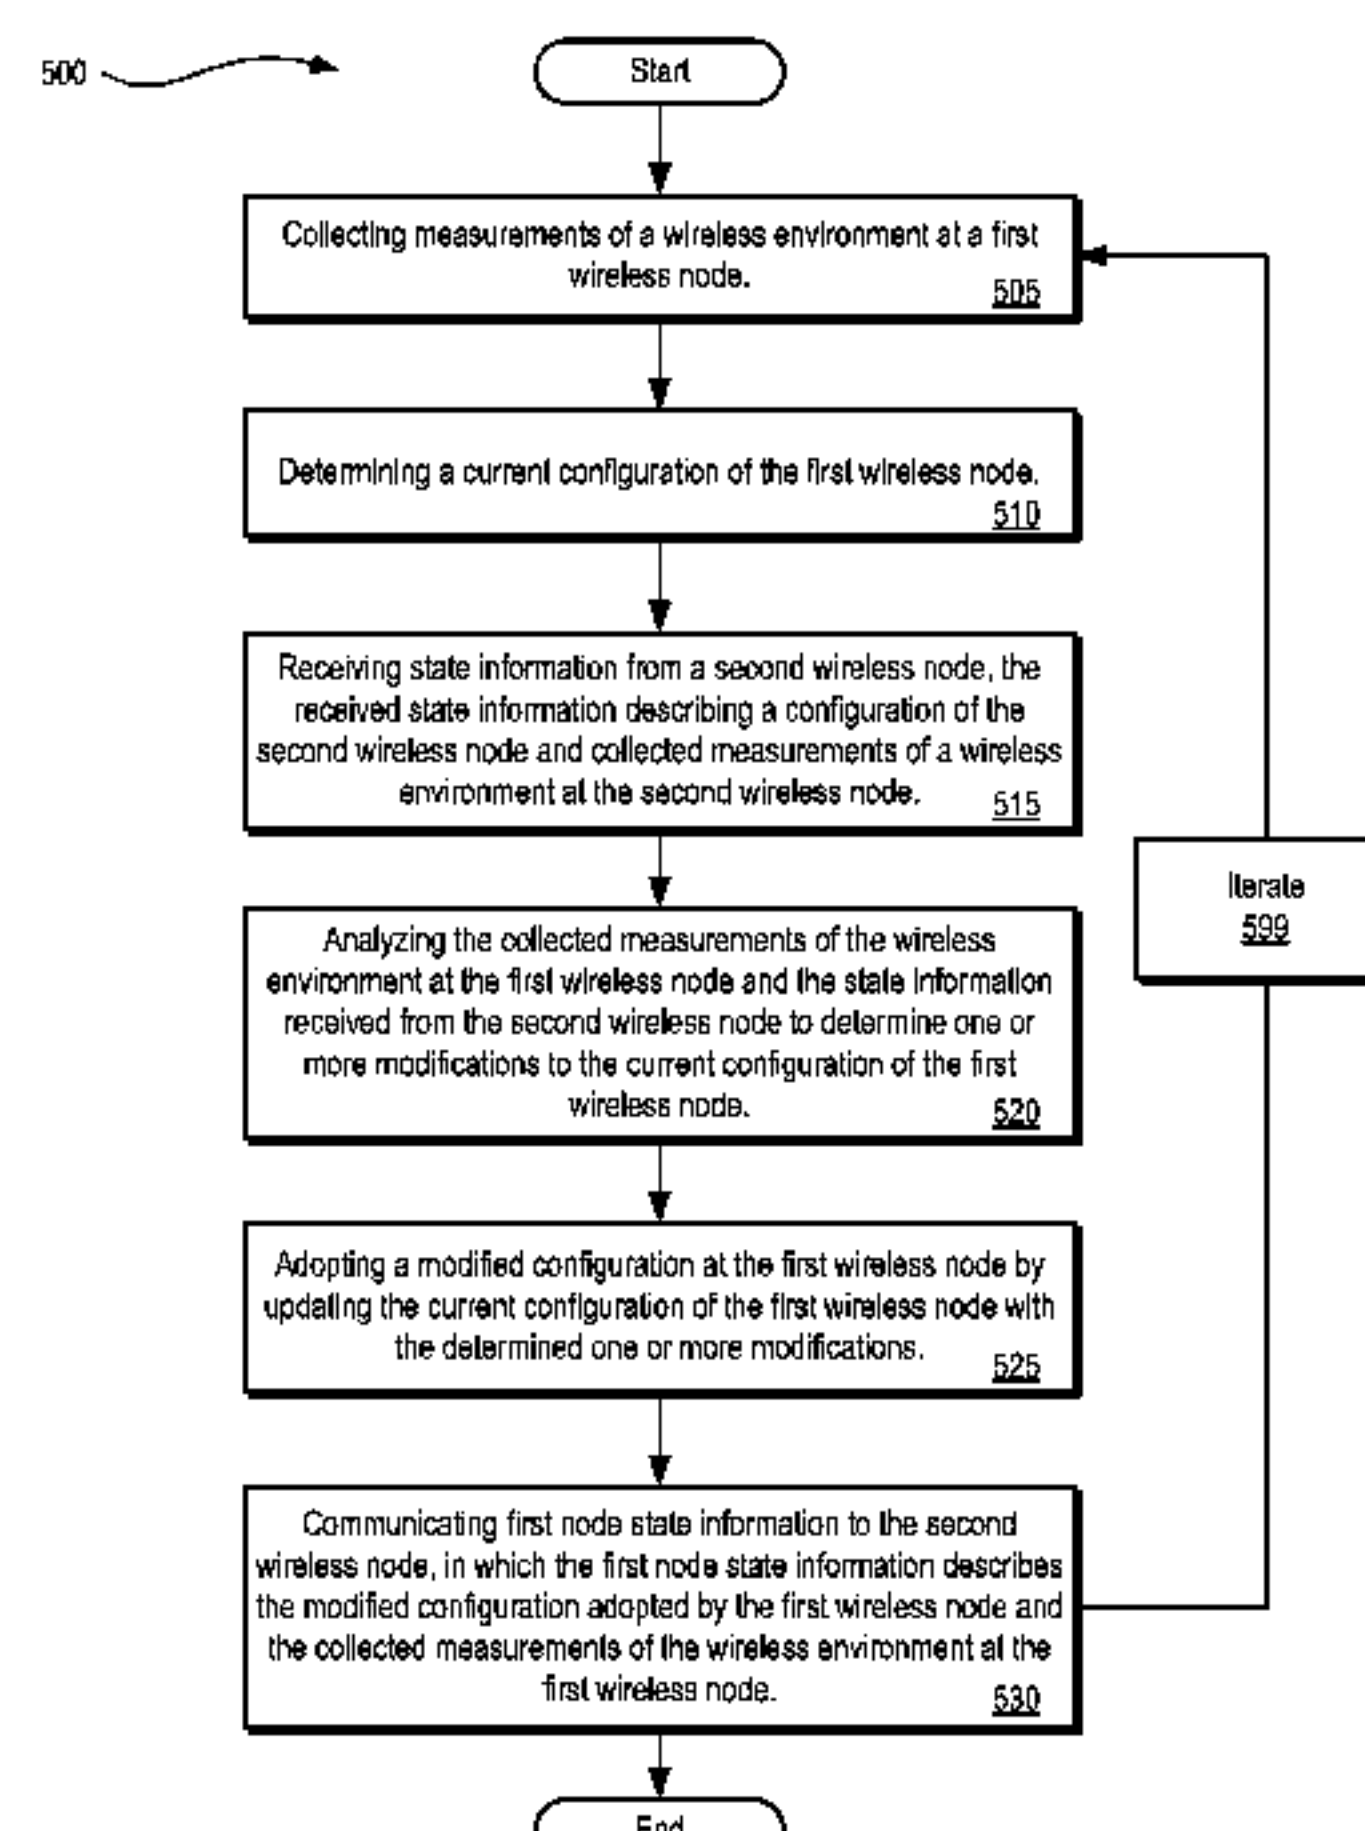 500
Start
Collecting measurements of a wireless environment at a first
wireless node.
505
Determining a current configuration of the first wireless node.
510
Receiving state information from a second wireless node, the
received state information describing a configuration of the
second wireless node and collected measurements of a wireless
environment at the second wireless node.
515
Analyzing the collected measurements of the wireless
environment at the first wireless node and the state information
received from the second wireless node to determine one or
more modifications to the current configuration of the first
wireless node.
520
Iterate
599
Adopting a modified configuration at the first wireless node by
updating the current configuration of the first wireless node with
the determined one or more modifications.
525
Communicating first node state information to the second
wireless node, in which the first node state information describes
the modified configuration adopted by the first wireless node and
the collected measurements of the wireless environment at the
first wireless node.
530
End